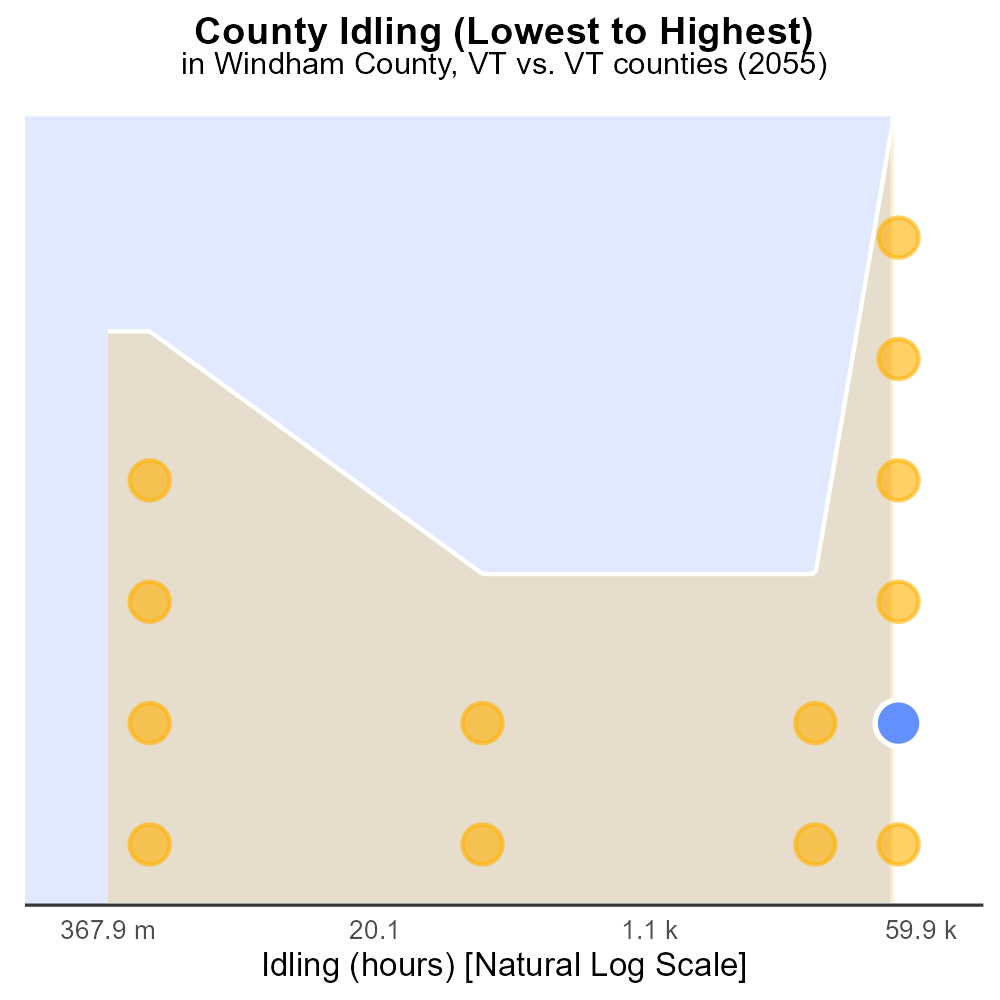 County Idling (Lowest to Highest)
in Windham County, VT vs. VT counties (2055)
367.9 m 20.1 1.1 k 59.9 k
Idling (hours) [Natural Log Scale]